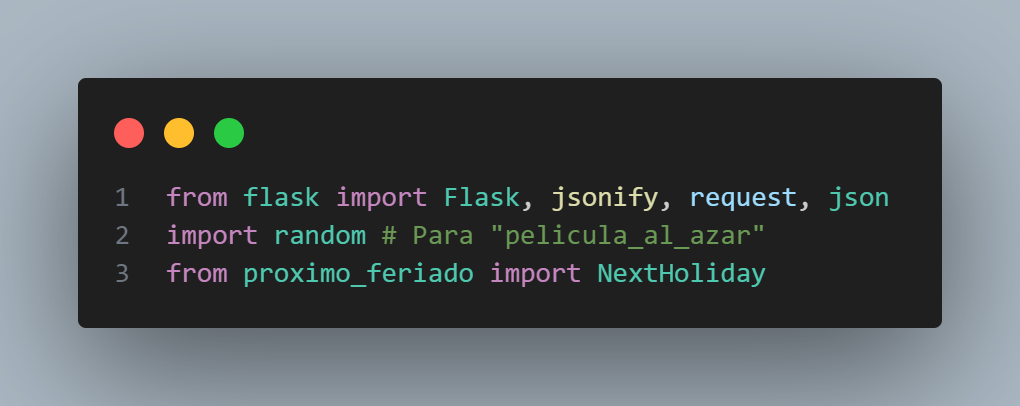 1 from flask import Flask, jsonify, request, json
2 import random # Para "pelicula_al_azar"
3 from proximo_feriado import NextHoliday